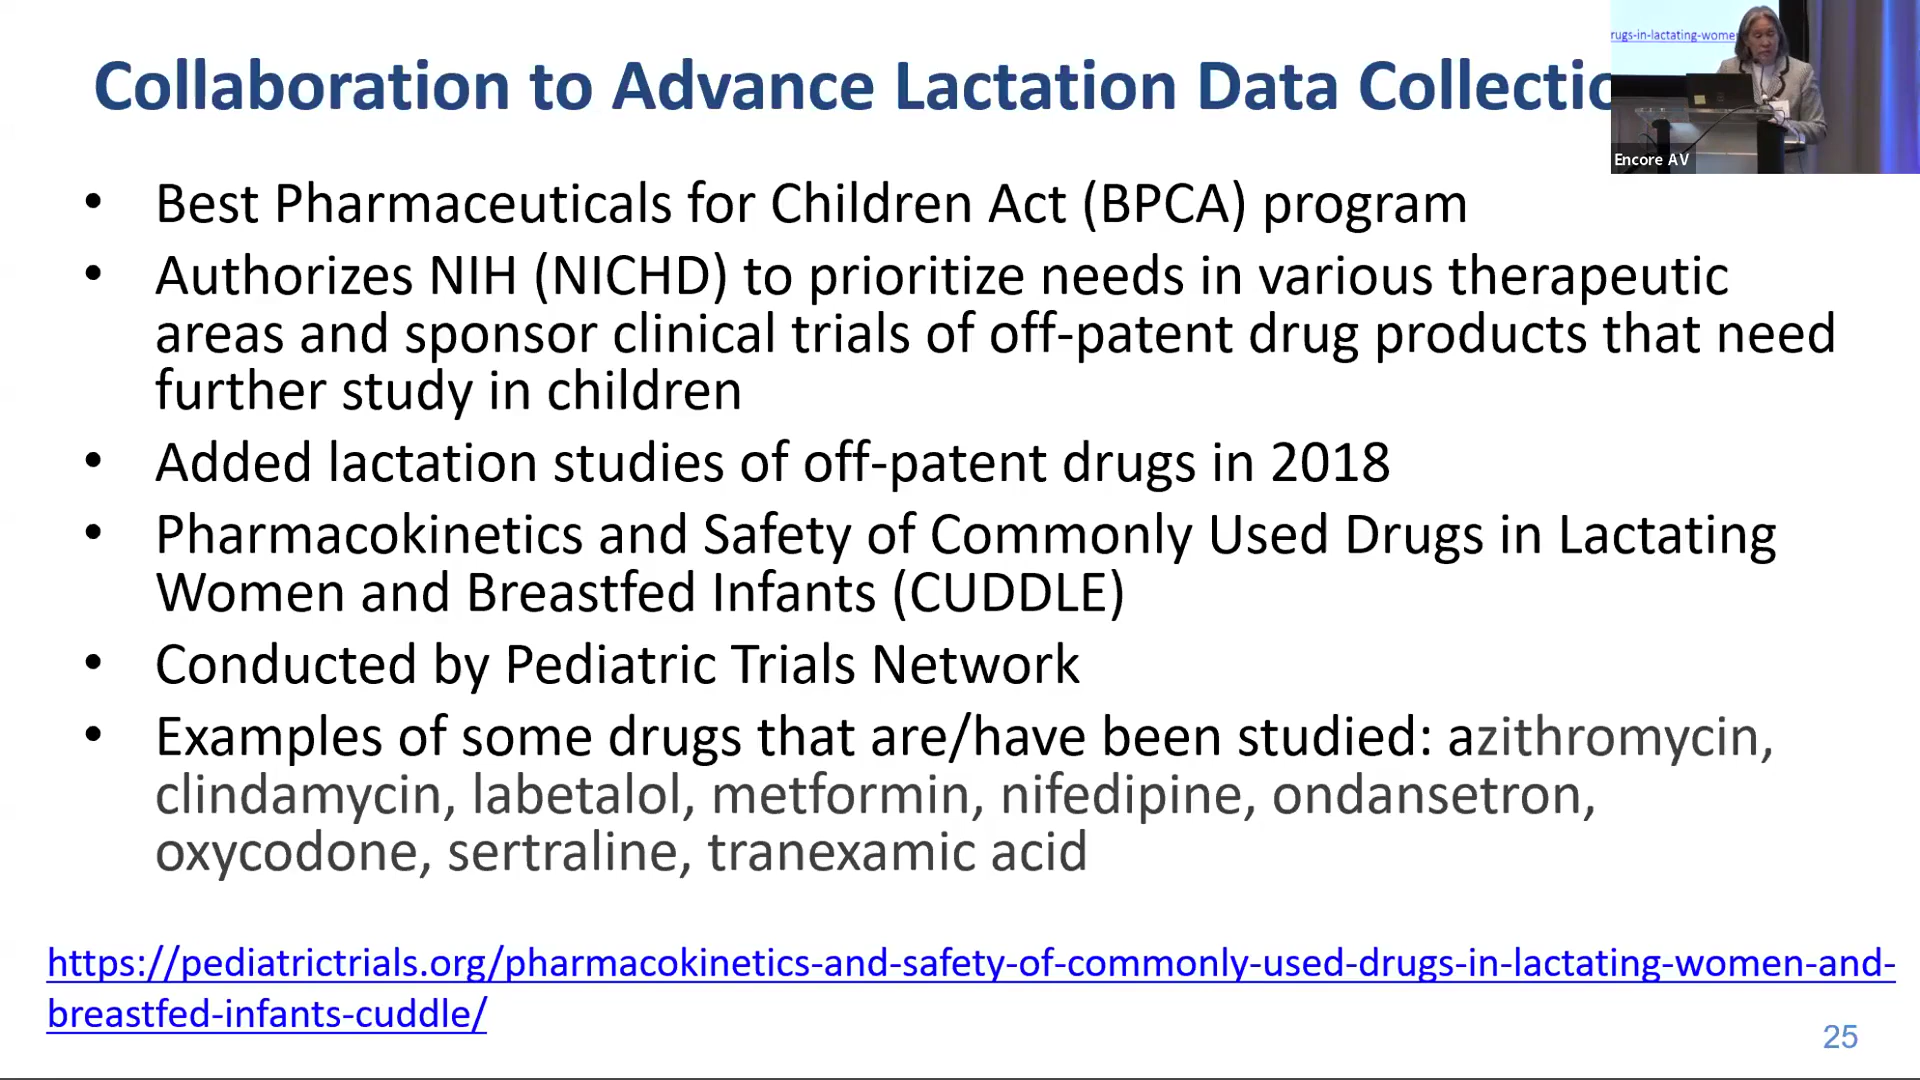 Collaboration to Advance Lactation Data Collectio
rugs-in-lactating-wome
Encore AV
• Best Pharmaceuticals for Children Act (BPCA) program
• Authorizes NIH (NICHD) to prioritize needs in various therapeutic
areas and sponsor clinical trials of off-patent drug products that need
further study in children
• Added lactation studies of off-patent drugs in 2018
• Pharmacokinetics and Safety of Commonly Used Drugs in Lactating
Women and Breastfed Infants (CUDDLE)
• Conducted by Pediatric Trials Network
• Examples of some drugs that are/have been studied: azithromycin,
clindamycin, labetalol, metformin, nifedipine, ondansetron,
oxycodone, sertraline, tranexamic acid
https://pediatrictrials.org/pharmacokinetics-and-safety-of-commonly-used-drugs-in-lactating-women-and-
breastfed-infants-cuddle/
25